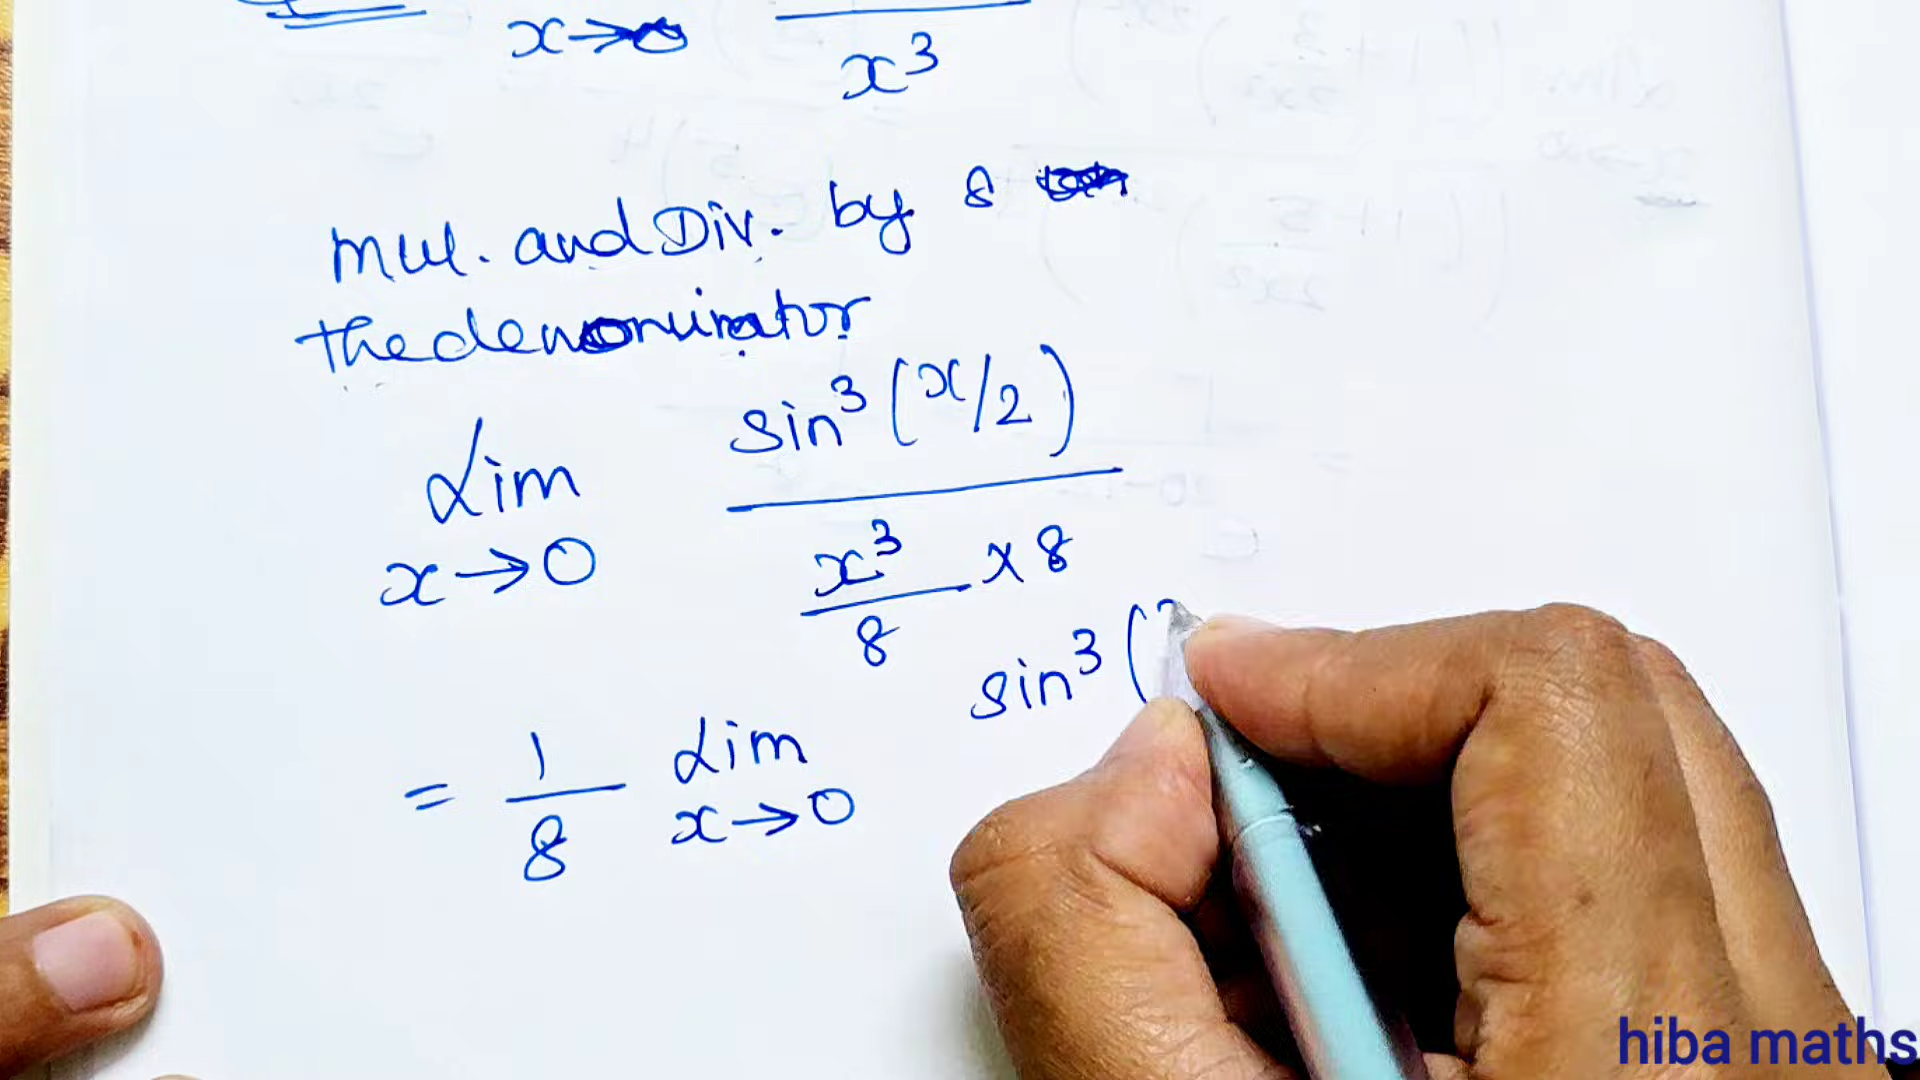 x→0
x³
Mul. and Div. by 8
the denominator
Lim sin³(x/2)
x→0 x³/8 × 8
= 1/8 Lim sin³(
x→0
hiba maths